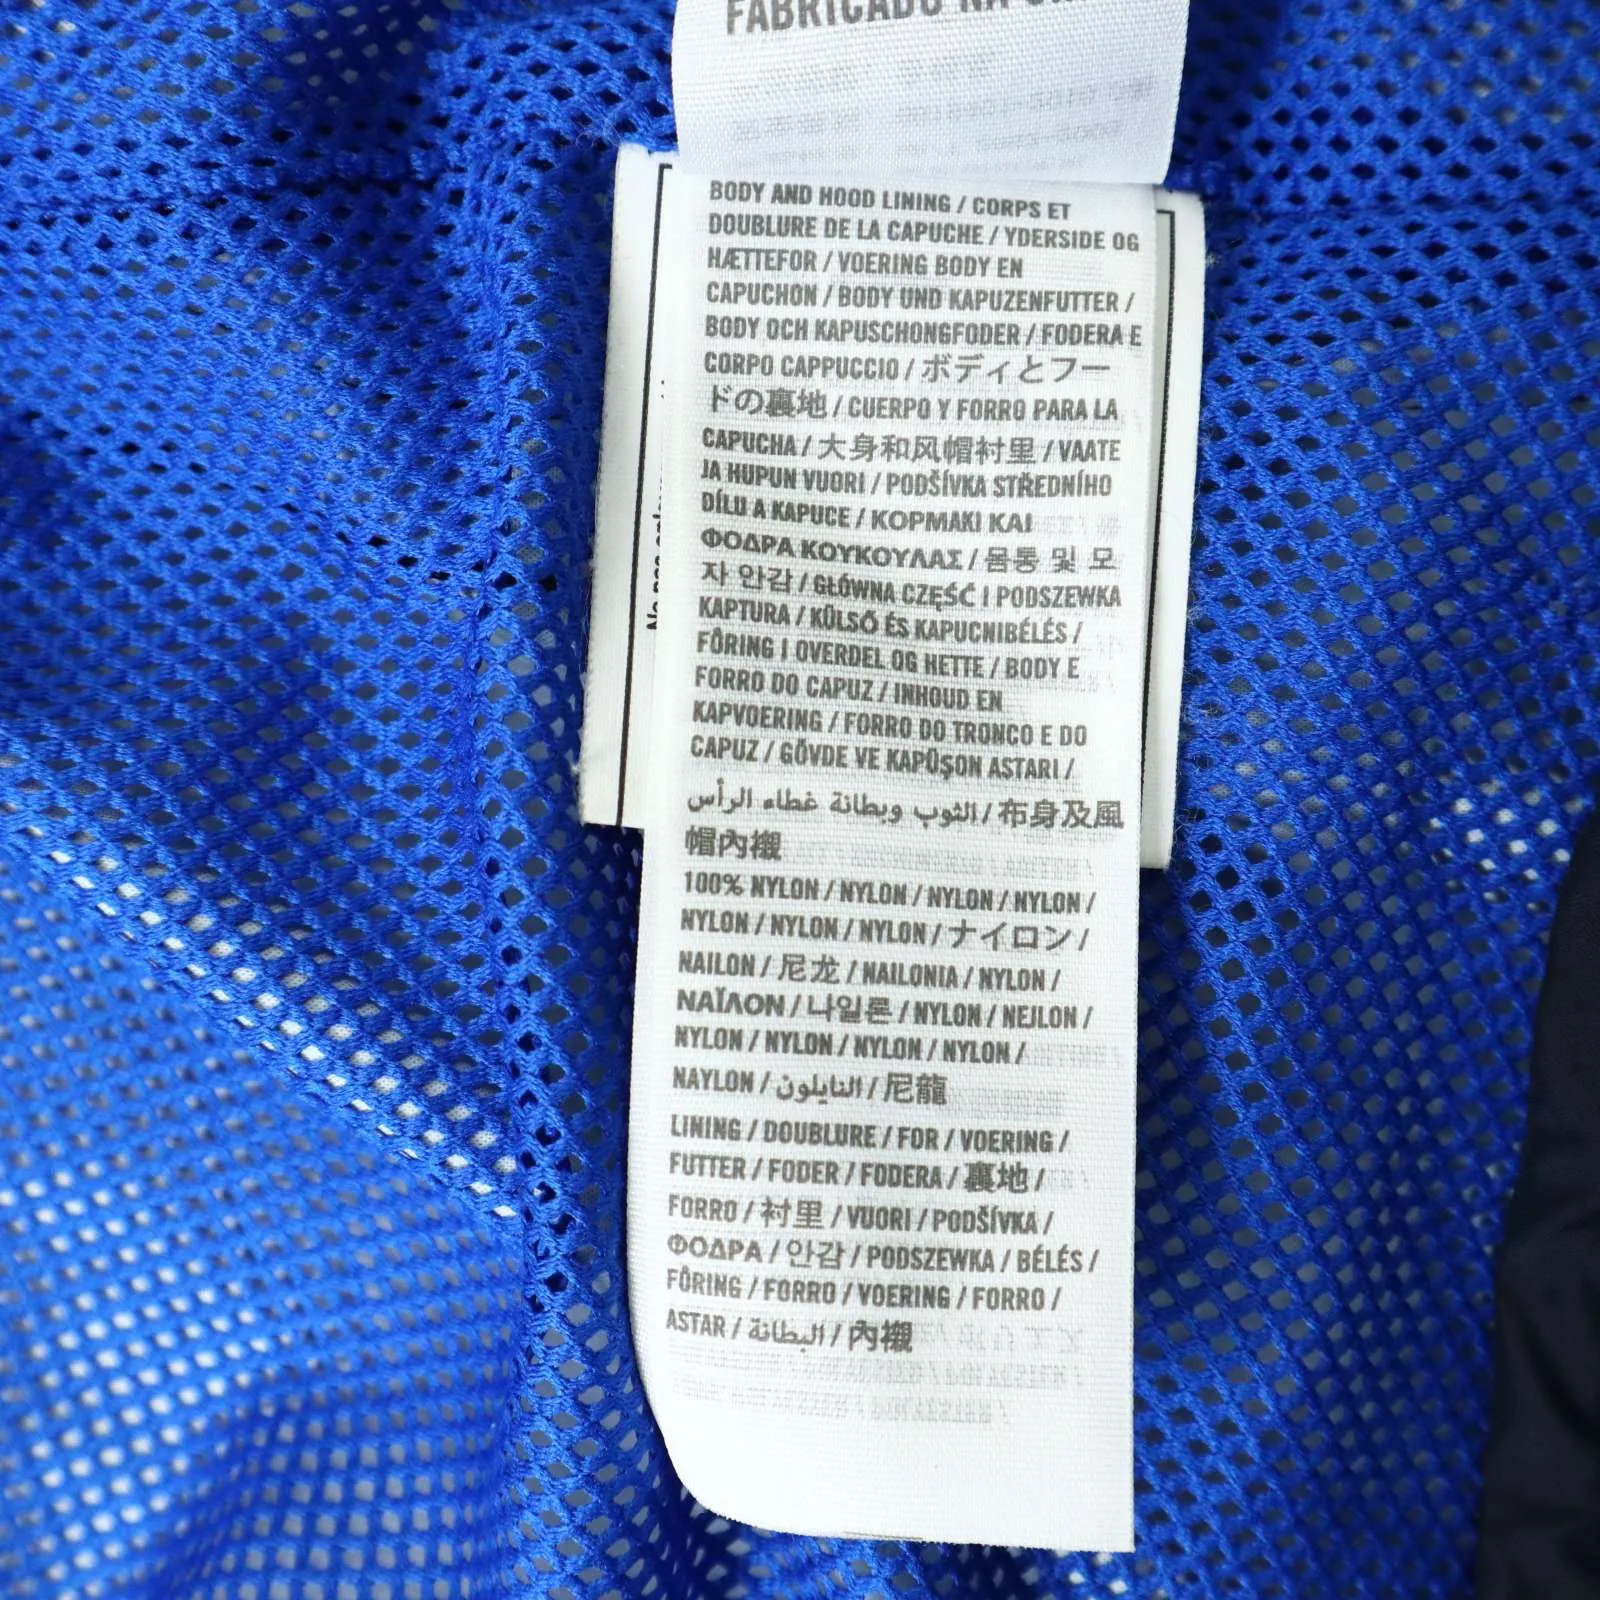 FABRICADO NA
BODY AND HOOD LINING / CORPS ET
DOUBLURE DE LA CAPUCHE / YDERSIDE OG
HÆTTEFOR / VOERING BODY EN
CAPUCHON / BODY UND KAPUZENFUTTER /
BODY OCH KAPUSCHONGFODER / FODERA E
CORPO CAPPUCCIO / ボディとフー
ドの裏地 / CUERPO Y FORRO PARA LA
CAPUCHA / 大身和风帽衬里 / VAATE
JA HUPUN VUORI / PODŠÍVKA STŘEDNÍHO
DÍLU A KAPUCE / ΚΟΡΜΑΚΙ ΚΑΙ
ΦΟΔΡΑ ΚΟΥΚΟΥΛΑΣ / 몸통 및 모
자 안감 / GŁÓWNA CZĘŚĆ I PODSZEWKA
KAPTURA / KÜLSŐ ÉS KAPUCNIBÉLÉS /
FÔRING I OVERDEL OG HETTE / BODY E
FORRO DO CAPUZ / INHOUD EN
KAPVOERING / FORRO DO TRONCO E DO
CAPUZ / GÖVDE VE KAPÜŞON ASTARI /
الثوب وبطانة غطاء الرأس / 布身及風
帽內襯
100% NYLON / NYLON / NYLON / NYLON /
NYLON / NYLON / NYLON / ナイロン /
NAILON / 尼龙 / NAILONIA / NYLON /
ΝΑΪΛΟΝ / 나일론 / NYLON / NEJLON /
NYLON / NYLON / NYLON / NYLON /
NAYLON / النايلون / 尼龍
LINING / DOUBLURE / FOR / VOERING /
FUTTER / FODER / FODERA / 裏地 /
FORRO / 衬里 / VUORI / PODŠÍVKA /
ΦΟΔΡΑ / 안감 / PODSZEWKA / BÉLÉS /
FÔRING / FORRO / VOERING / FORRO /
ASTAR / البطانة / 內襯